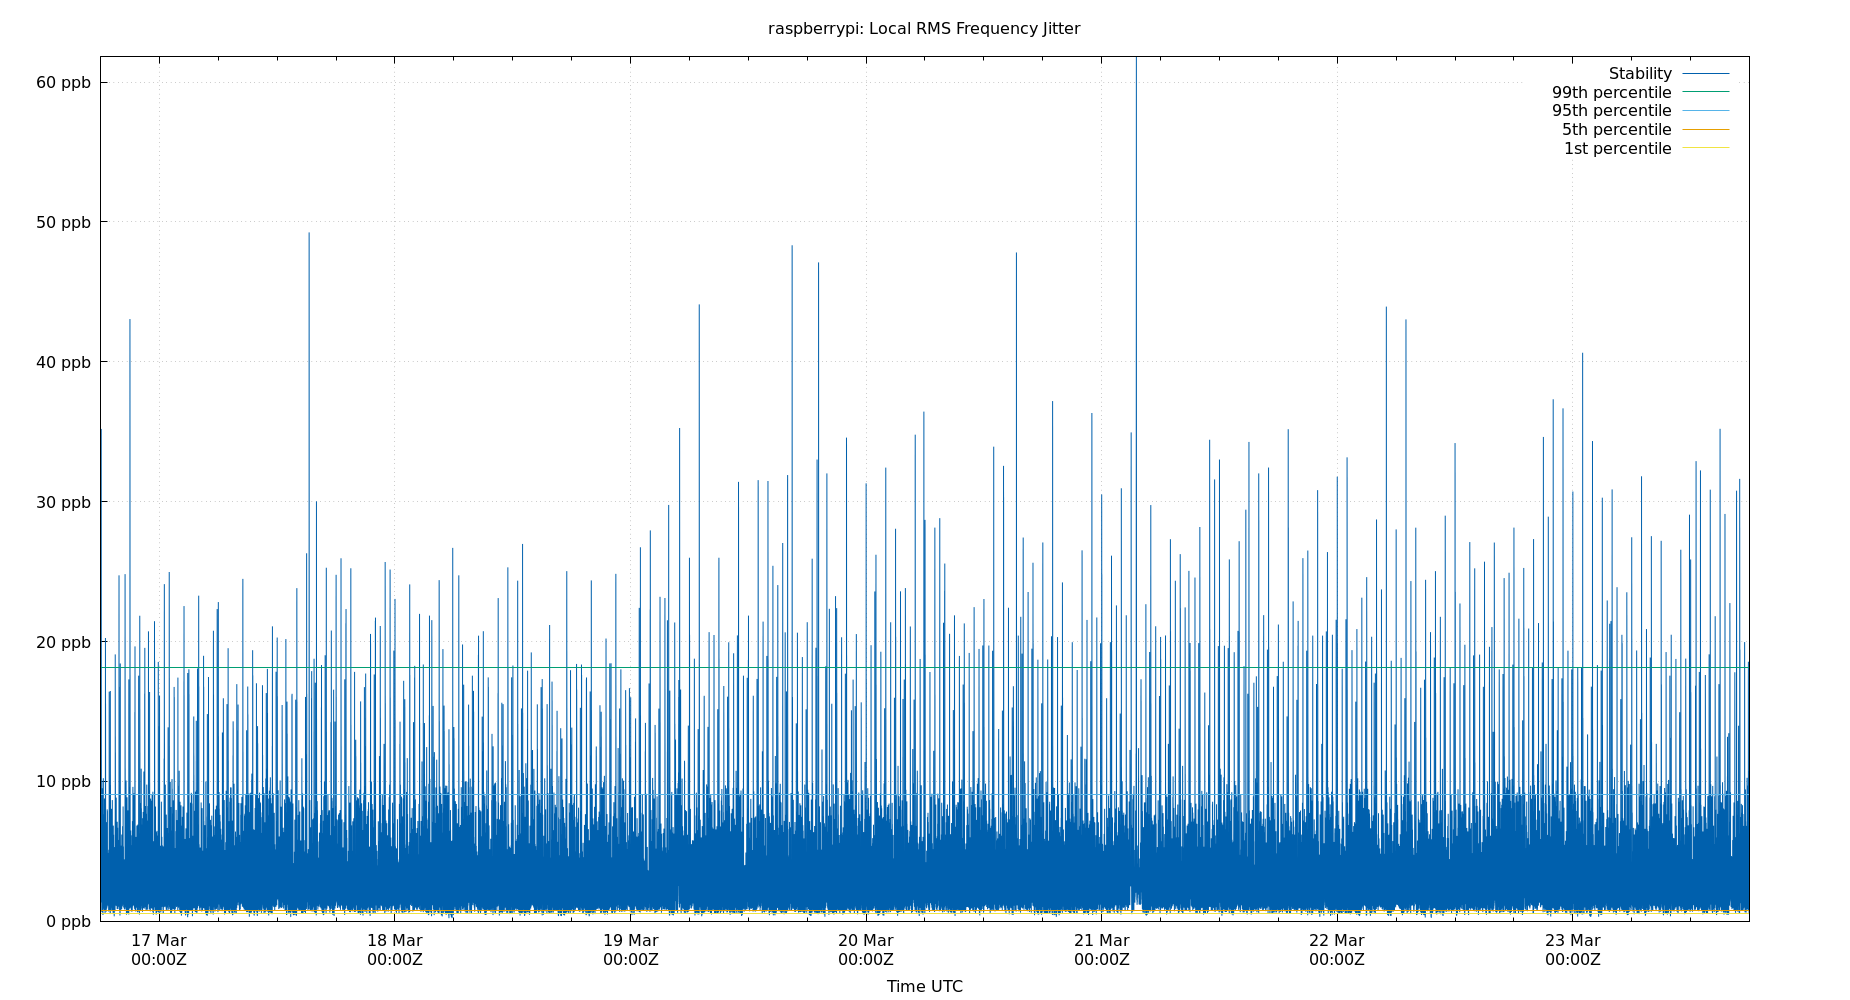 raspberrypi: Local RMS Frequency Jitter
60 ppb
50 ppb
40 ppb
30 ppb
20 ppb
10 ppb
0 ppb
Stability
99th percentile
95th percentile
5th percentile
1st percentile
17 Mar
00:00Z
18 Mar
00:00Z
19 Mar
00:00Z
20 Mar
00:00Z
21 Mar
00:00Z
22 Mar
00:00Z
23 Mar
00:00Z
Time UTC